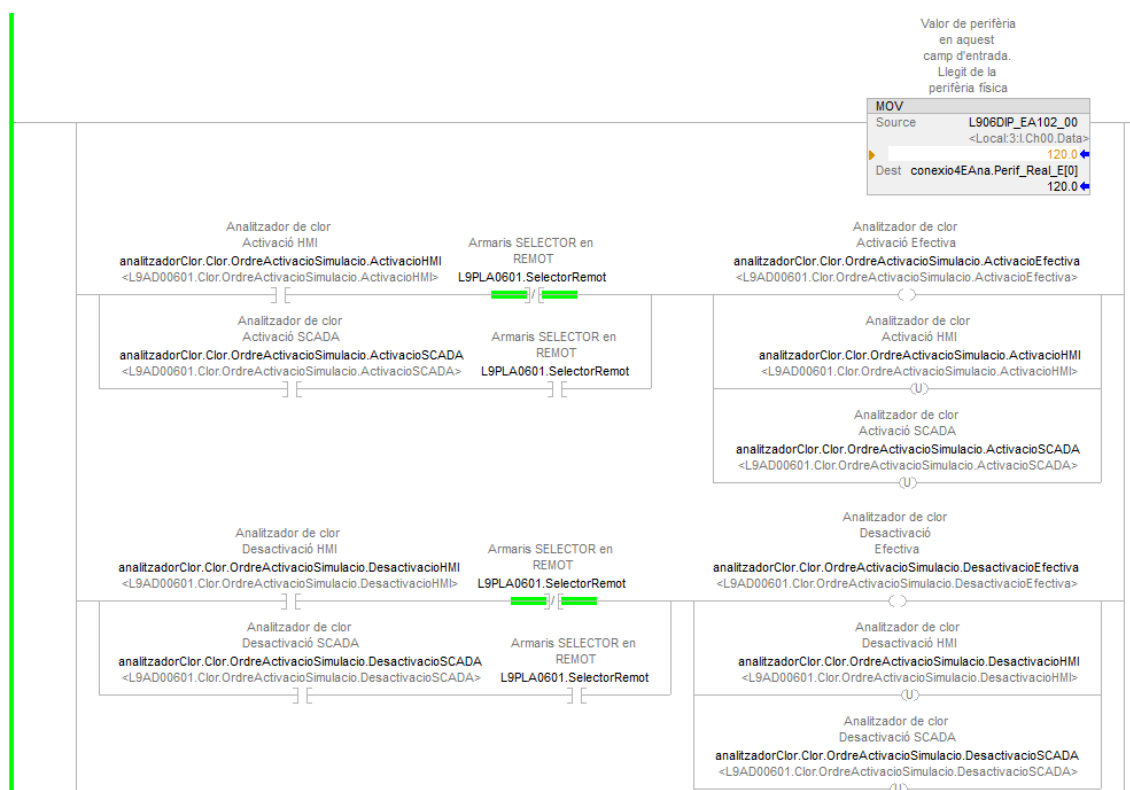 Valor de perifèria
en aquest
camp d'entrada.
Llegit de la
perifèria física
MOV
Source L906DIP_EA102_00
<Local:3:I.Ch00.Data>
120.0
Dest conexio4EAna.Perif_Real_E[0]
120.0
Analitzador de clor
Activació HMI
analitzadorClor.Clor.OrdreActivacioSimulacio.ActivacioHMI
<L9AD00601.Clor.OrdreActivacioSimulacio.ActivacioHMI>
Armaris SELECTOR en
REMOT
L9PLA0601.SelectorRemot
Analitzador de clor
Activació Efectiva
analitzadorClor.Clor.OrdreActivacioSimulacio.ActivacioEfectiva
<L9AD00601.Clor.OrdreActivacioSimulacio.ActivacioEfectiva>
Analitzador de clor
Activació SCADA
analitzadorClor.Clor.OrdreActivacioSimulacio.ActivacioSCADA
<L9AD00601.Clor.OrdreActivacioSimulacio.ActivacioSCADA>
Armaris SELECTOR en
REMOT
L9PLA0601.SelectorRemot
Analitzador de clor
Activació HMI
analitzadorClor.Clor.OrdreActivacioSimulacio.ActivacioHMI
<L9AD00601.Clor.OrdreActivacioSimulacio.ActivacioHMI>
U
Analitzador de clor
Activació SCADA
analitzadorClor.Clor.OrdreActivacioSimulacio.ActivacioSCADA
<L9AD00601.Clor.OrdreActivacioSimulacio.ActivacioSCADA>
U
Analitzador de clor
Desactivació HMI
analitzadorClor.Clor.OrdreActivacioSimulacio.DesactivacioHMI
<L9AD00601.Clor.OrdreActivacioSimulacio.DesactivacioHMI>
Armaris SELECTOR en
REMOT
L9PLA0601.SelectorRemot
Analitzador de clor
Desactivació
Efectiva
analitzadorClor.Clor.OrdreActivacioSimulacio.DesactivacioEfectiva
<L9AD00601.Clor.OrdreActivacioSimulacio.DesactivacioEfectiva>
Analitzador de clor
Desactivació SCADA
analitzadorClor.Clor.OrdreActivacioSimulacio.DesactivacioSCADA
<L9AD00601.Clor.OrdreActivacioSimulacio.DesactivacioSCADA>
Armaris SELECTOR en
REMOT
L9PLA0601.SelectorRemot
Analitzador de clor
Desactivació HMI
analitzadorClor.Clor.OrdreActivacioSimulacio.DesactivacioHMI
<L9AD00601.Clor.OrdreActivacioSimulacio.DesactivacioHMI>
U
Analitzador de clor
Desactivació SCADA
analitzadorClor.Clor.OrdreActivacioSimulacio.DesactivacioSCADA
<L9AD00601.Clor.OrdreActivacioSimulacio.DesactivacioSCADA>
U